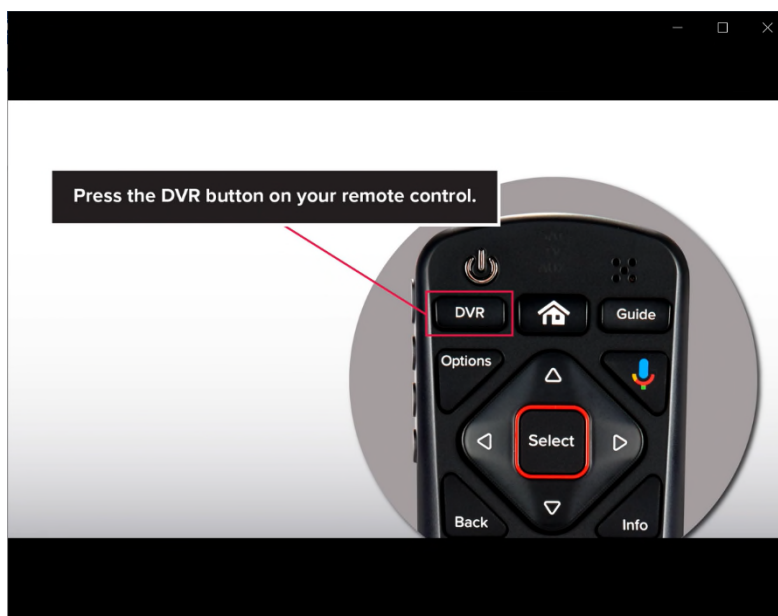 Press the DVR button on your remote control.
DVR
Guide
Options
Select
Back
Info